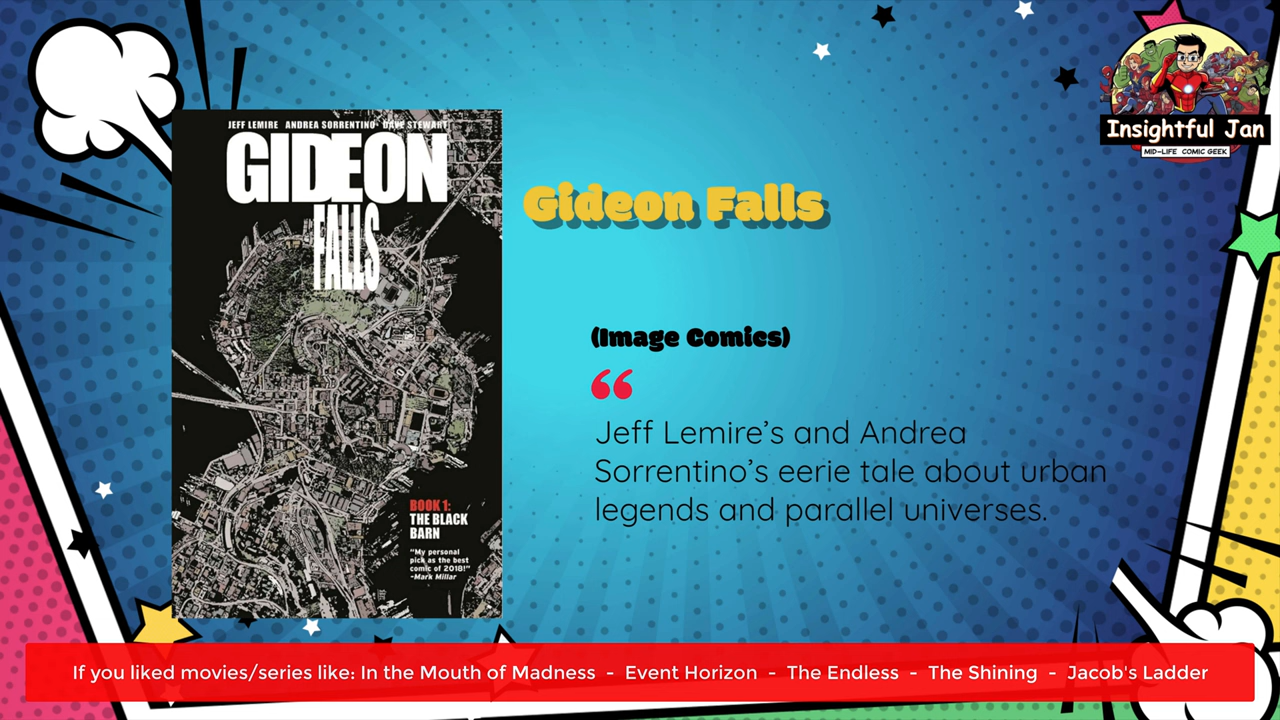 JEFF LEMIRE ANDREA SORRENTINO DAVE STEWART
GIDEON
FALLS
BOOK 1:
THE BLACK
BARN
"My personal
pick as the best
comic of 2018!"
-Mark Millar
Gideon Falls
(Image Comics)
“
Jeff Lemire’s and Andrea
Sorrentino’s eerie tale about urban
legends and parallel universes.
Insightful Jan
MID-LIFE COMIC GEEK
If you liked movies/series like: In the Mouth of Madness - Event Horizon - The Endless - The Shining - Jacob's Ladder